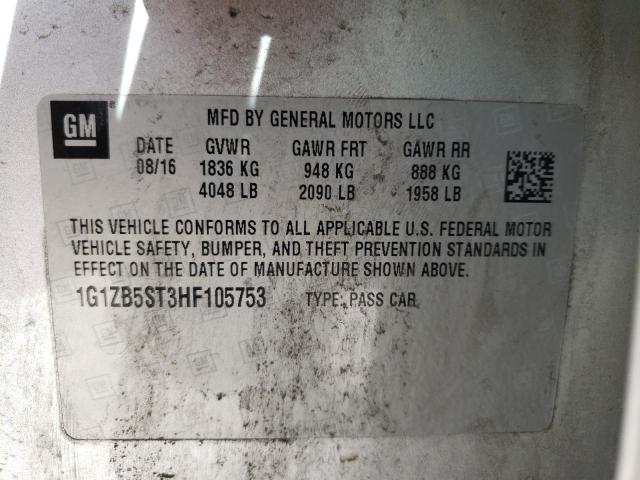 GM ®
MFD BY GENERAL MOTORS LLC
DATE GVWR GAWR FRT GAWR RR
08/16 1836 KG 948 KG 888 KG
4048 LB 2090 LB 1958 LB
THIS VEHICLE CONFORMS TO ALL APPLICABLE U.S. FEDERAL MOTOR
VEHICLE SAFETY, BUMPER, AND THEFT PREVENTION STANDARDS IN
EFFECT ON THE DATE OF MANUFACTURE SHOWN ABOVE.
1G1ZB5ST3HF105753 TYPE: PASS CAR